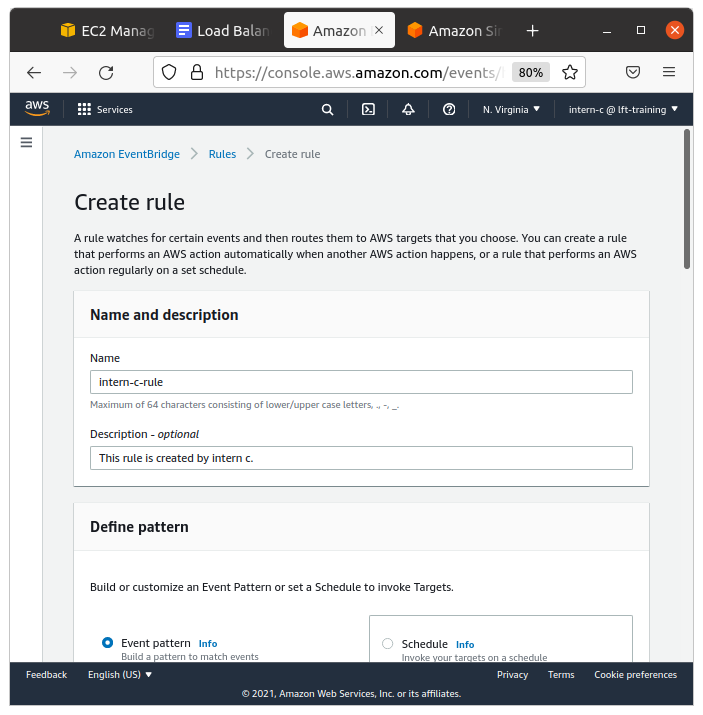 EC2 Manag
Load Balan
Amazon
Amazon Sir
https://console.aws.amazon.com/events/
80%
aws
Services
N. Virginia
intern-c @ lft-training
Amazon EventBridge
Rules
Create rule
Create rule
A rule watches for certain events and then routes them to AWS targets that you choose. You can create a rule
that performs an AWS action automatically when another AWS action happens, or a rule that performs an AWS
action regularly on a set schedule.
Name and description
Name
intern-c-rule
Maximum of 64 characters consisting of lower/upper case letters, ., -, _.
Description - optional
This rule is created by intern c.
Define pattern
Build or customize an Event Pattern or set a Schedule to invoke Targets.
Event pattern Info
Build a pattern to match events
Schedule Info
Invoke your targets on a schedule
Feedback
English (US)
Privacy
Terms
Cookie preferences
© 2021, Amazon Web Services, Inc. or its affiliates.